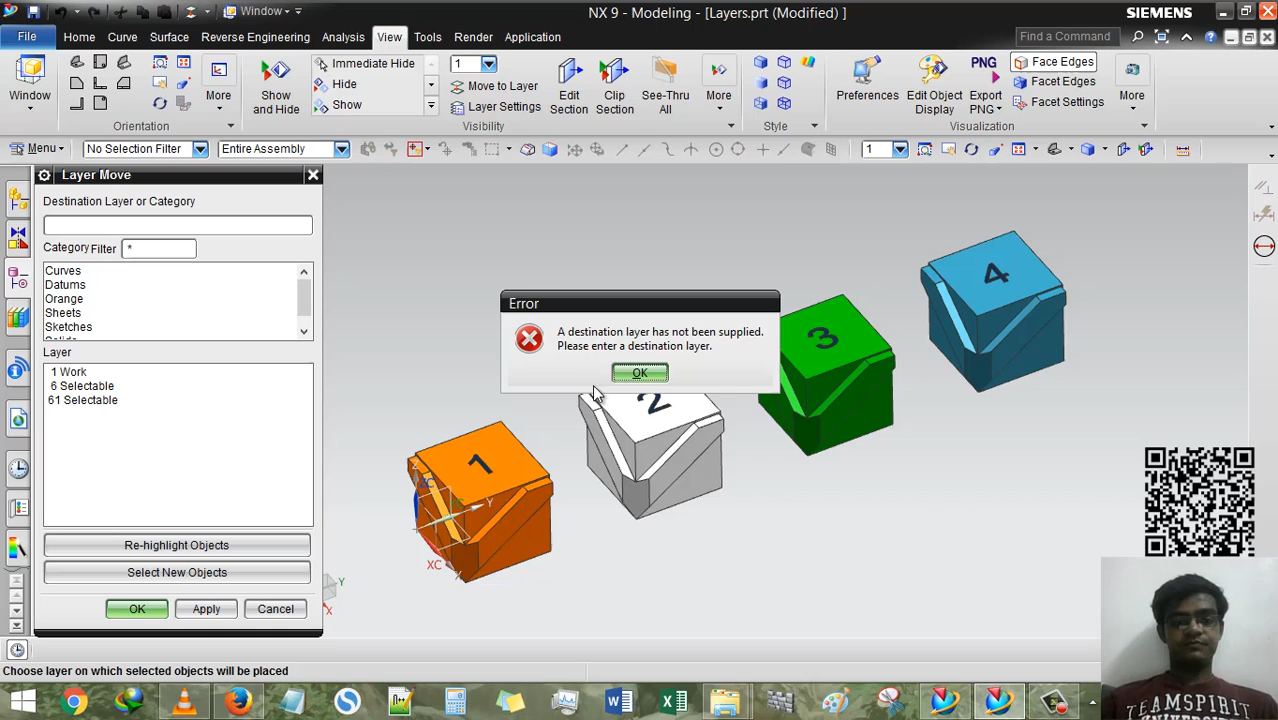 Window
NX 9 - Modeling - [Layers.prt (Modified) ]
SIEMENS
File
Home
Curve
Surface
Reverse Engineering
Analysis
View
Tools
Render
Application
Find a Command
Window
More
Orientation
Show and Hide
Immediate Hide
Hide
Show
1
Move to Layer
Layer Settings
Visibility
Edit Section
Clip Section
See-Thru All
More
Style
Preferences
Edit Object Display
PNG
Export PNG
Face Edges
Facet Edges
Facet Settings
More
Visualization
Menu
No Selection Filter
Entire Assembly
1
Layer Move
Destination Layer or Category
Category Filter *
Curves
Datums
Orange
Sheets
Sketches
Layer
1 Work
6 Selectable
61 Selectable
Re-highlight Objects
Select New Objects
OK
Apply
Cancel
Error
A destination layer has not been supplied.
Please enter a destination layer.
OK
1
2
3
4
ZC
Y
XC
X
Y
X
Choose layer on which selected objects will be placed
TEAMSPIRIT